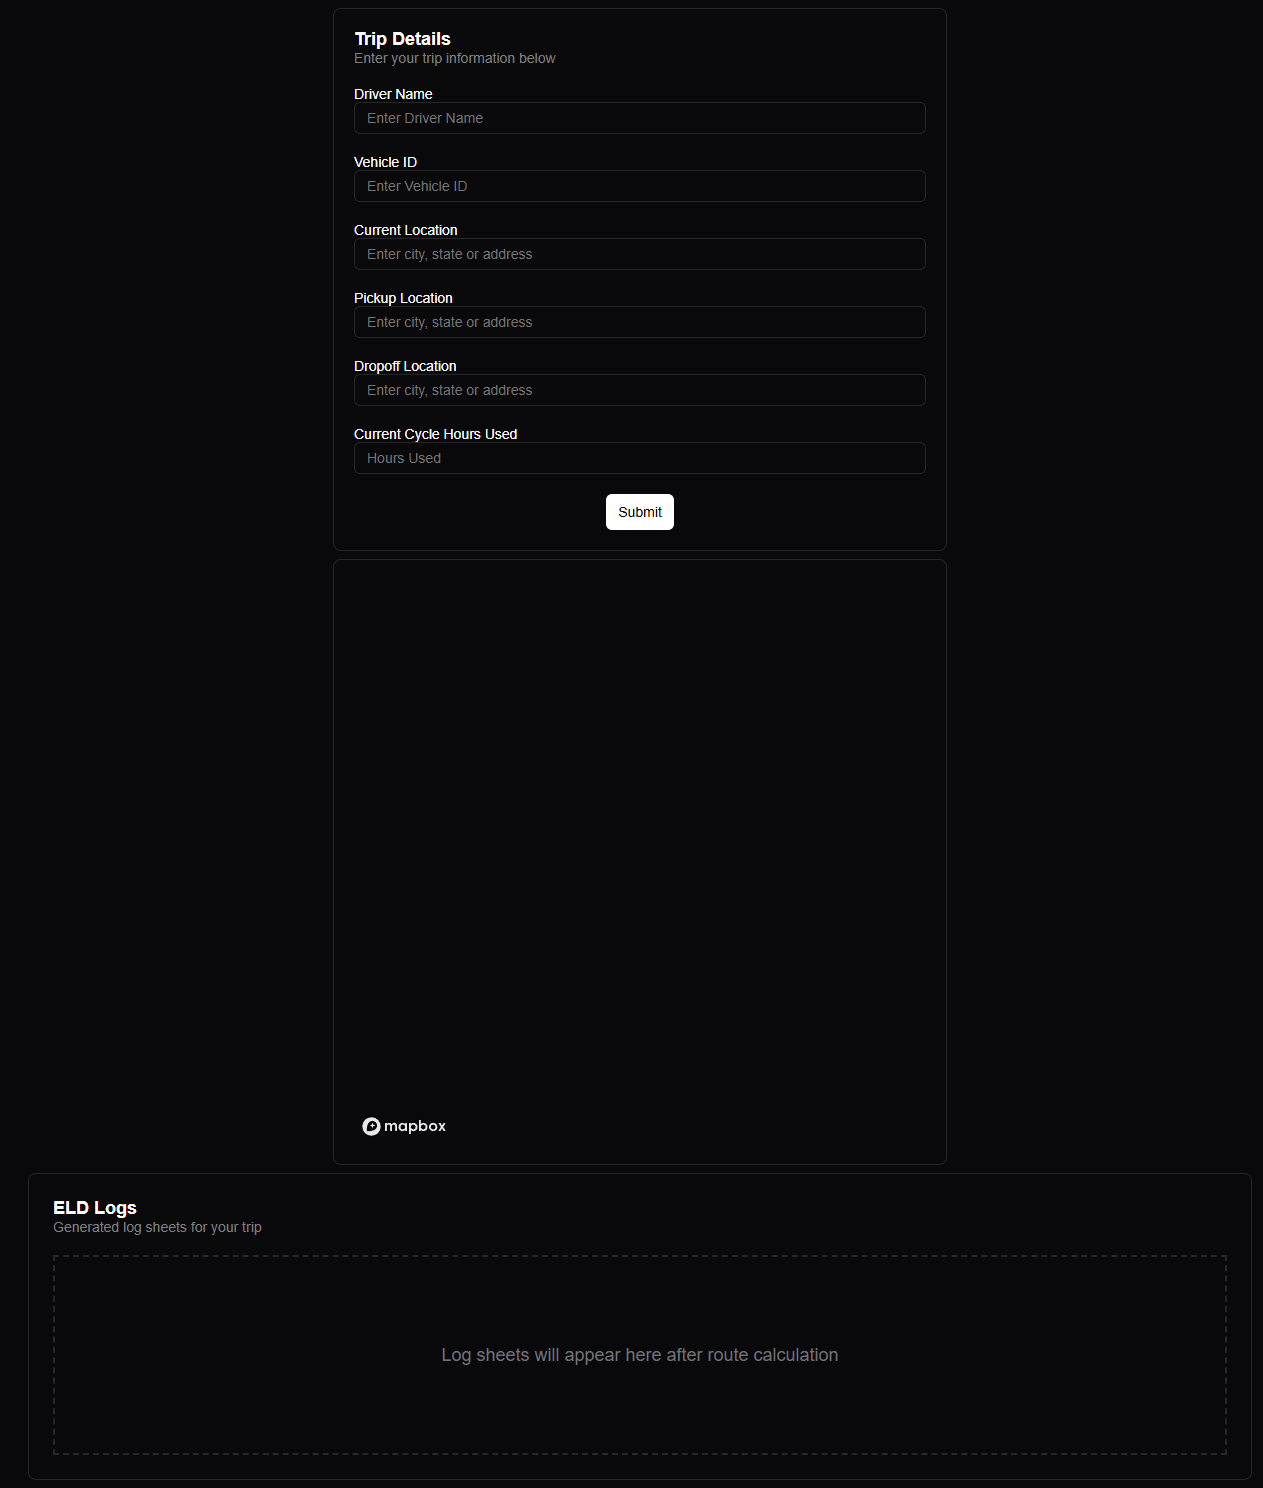 Trip Details
Enter your trip information below
Driver Name
Enter Driver Name
Vehicle ID
Enter Vehicle ID
Current Location
Enter city, state or address
Pickup Location
Enter city, state or address
Dropoff Location
Enter city, state or address
Current Cycle Hours Used
Hours Used
Submit
mapbox
ELD Logs
Generated log sheets for your trip
Log sheets will appear here after route calculation